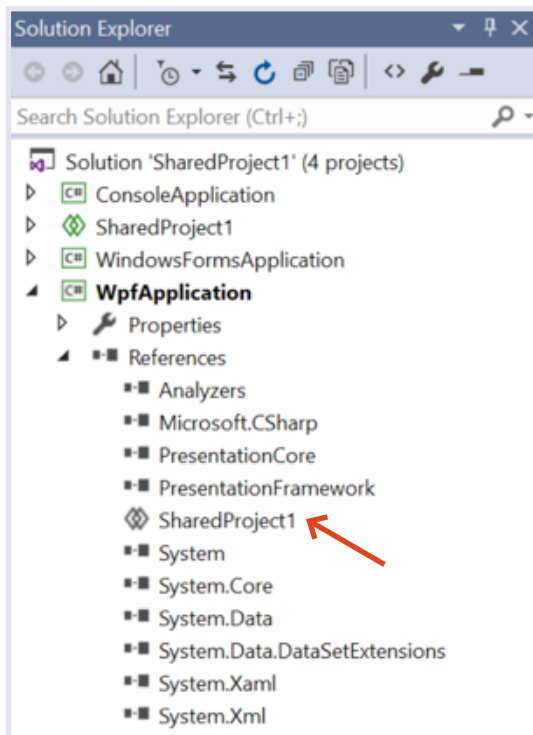 Solution Explorer
Search Solution Explorer (Ctrl+;)
Solution 'SharedProject1' (4 projects)
C# ConsoleApplication
SharedProject1
C# WindowsFormsApplication
C# WpfApplication
Properties
References
Analyzers
Microsoft.CSharp
PresentationCore
PresentationFramework
SharedProject1
System
System.Core
System.Data
System.Data.DataSetExtensions
System.Xaml
System.Xml